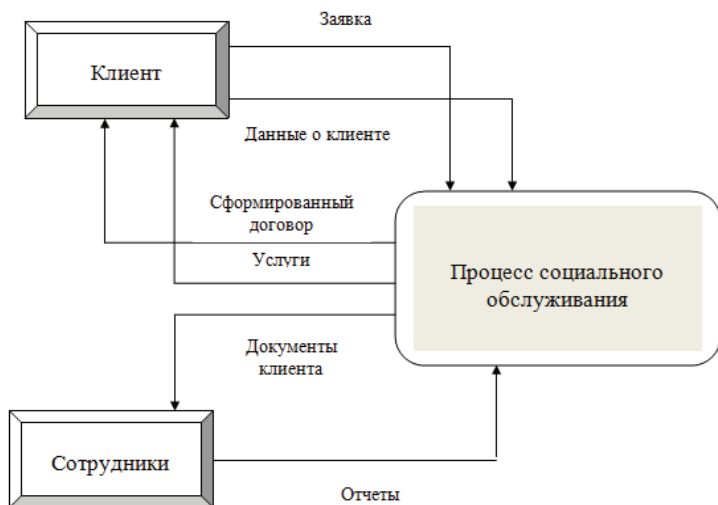 Заявка
Клиент
Данные о клиенте
Сформированный
договор
Услуги
Процесс социального
обслуживания
Документы
клиента
Сотрудники
Отчеты